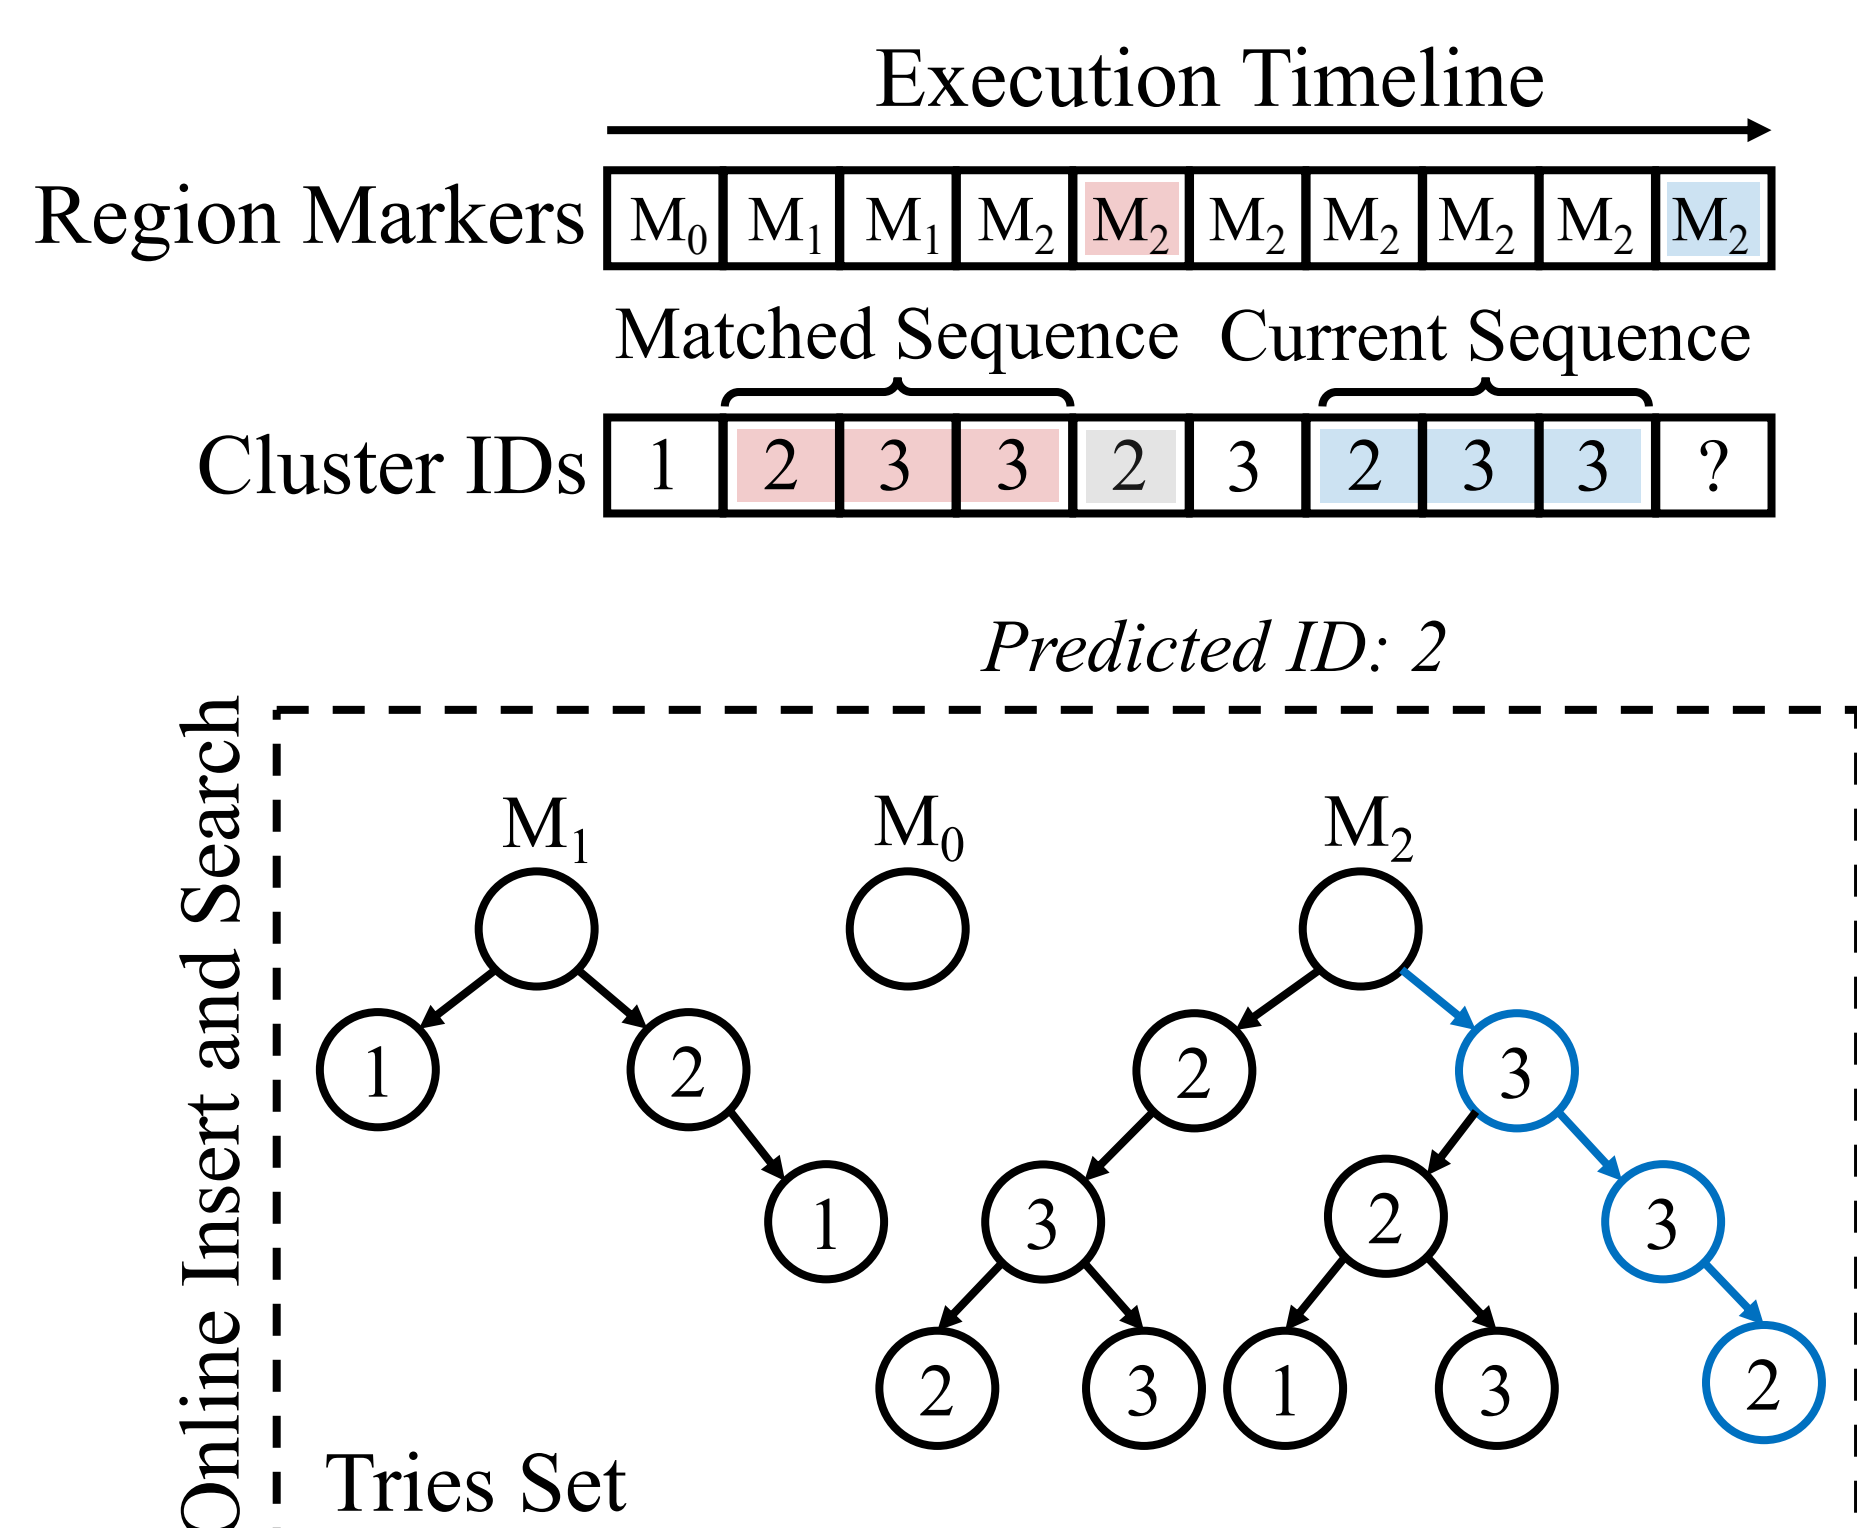 Execution Timeline
Region Markers M₀ M₁ M₁ M₂ M₂ M₂ M₂ M₂ M₂ M₂
Matched Sequence Current Sequence
Cluster IDs 1 2 3 3 2 3 2 3 3 ?
Predicted ID: 2
Online Insert and Search
M₁ M₀ M₂
1 2 2 3
1 3 2 3
2 3 1 3 2
Tries Set